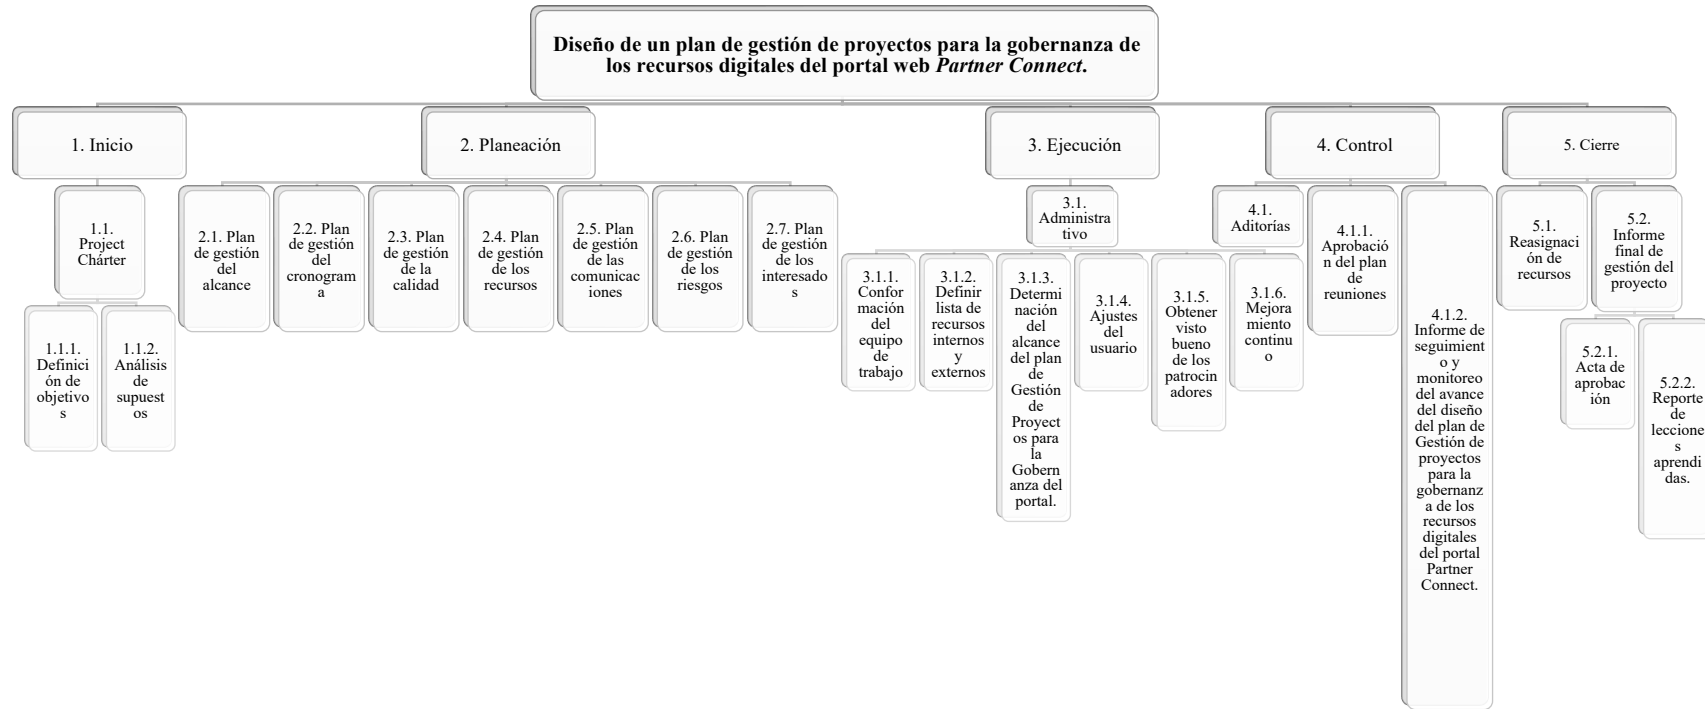 Diseño de un plan de gestión de proyectos para la gobernanza de
los recursos digitales del portal web Partner Connect.
1. Inicio
2. Planeación
3. Ejecución
4. Control
5. Cierre
1.1.
Project
Chárter
1.1.1.
Definici
ón de
objetivo
s
1.1.2.
Análisis
de
supuest
os
2.1. Plan
de gestión
del
alcance
2.2. Plan
de gestión
del
cronogram
a
2.3. Plan
de gestión
de la
calidad
2.4. Plan
de gestión
de los
recursos
2.5. Plan
de gestión
de las
comunicac
iones
2.6. Plan
de gestión
de los
riesgos
2.7. Plan
de gestión
de los
interesado
s
3.1.
Administra
tivo
3.1.1.
Confor
mación
del
equipo
de
trabajo
3.1.2.
Definir
lista de
recursos
internos
y
externos
3.1.3.
Determi
nación
del
alcance
del plan
de
Gestión
de
Proyect
os para
la
Gobern
anza del
portal.
3.1.4.
Ajustes
del
usuario
3.1.5.
Obtener
visto
bueno
de los
patrocin
adores
3.1.6.
Mejora
miento
continu
o
4.1.
Aditorías
4.1.1.
Aprobació
n del plan
de
reuniones
4.1.2.
Informe de
seguimient
o y
monitoreo
del avance
del diseño
del plan de
Gestión de
proyectos
para la
gobernanz
a de los
recursos
digitales
del portal
Partner
Connect.
5.1.
Reasignaci
ón de
recursos
5.2.
Informe
final de
gestión del
proyecto
5.2.1.
Acta de
aprobac
ión
5.2.2.
Reporte
de
leccione
s
aprendi
das.